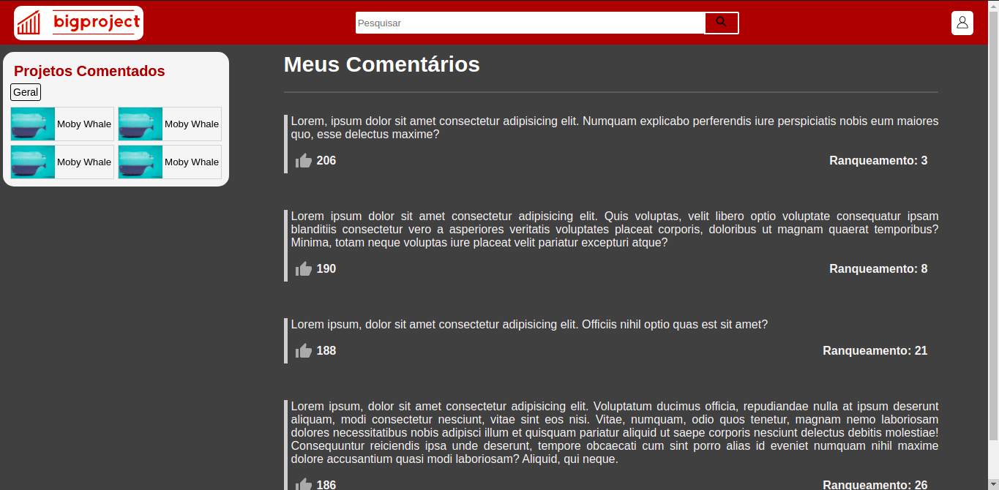 bigproject
Pesquisar
Projetos Comentados
Geral
Moby Whale
Moby Whale
Moby Whale
Moby Whale
Meus Comentários
Lorem, ipsum dolor sit amet consectetur adipisicing elit. Numquam explicabo perferendis iure perspiciatis nobis eum maiores
quo, esse delectus maxime?
206
Ranqueamento: 3
Lorem ipsum dolor sit amet consectetur adipisicing elit. Quis voluptas, velit libero optio voluptate consequatur ipsam
blanditiis consectetur vero a asperiores veritatis voluptates placeat corporis, doloribus ut magnam quaerat temporibus?
Minima, totam neque voluptas iure placeat velit pariatur excepturi atque?
190
Ranqueamento: 8
Lorem ipsum, dolor sit amet consectetur adipisicing elit. Officiis nihil optio quas est sit amet?
188
Ranqueamento: 21
Lorem ipsum, dolor sit amet consectetur adipisicing elit. Voluptatum ducimus officia, repudiandae nulla at ipsum deserunt
aliquam, modi consectetur nesciunt, vitae sint eos nisi. Vitae, numquam, odio quos tenetur, magnam nemo laboriosam
dolores necessitatibus nobis adipisci illum et quisquam pariatur aliquid ut saepe corporis nesciunt delectus debitis molestiae!
Consequuntur reiciendis ipsa unde deserunt, tempore obcaecati cum sint porro alias id eveniet numquam nihil maxime
dolore accusantium quasi modi laboriosam? Aliquid, qui neque.
186
Ranqueamento: 26